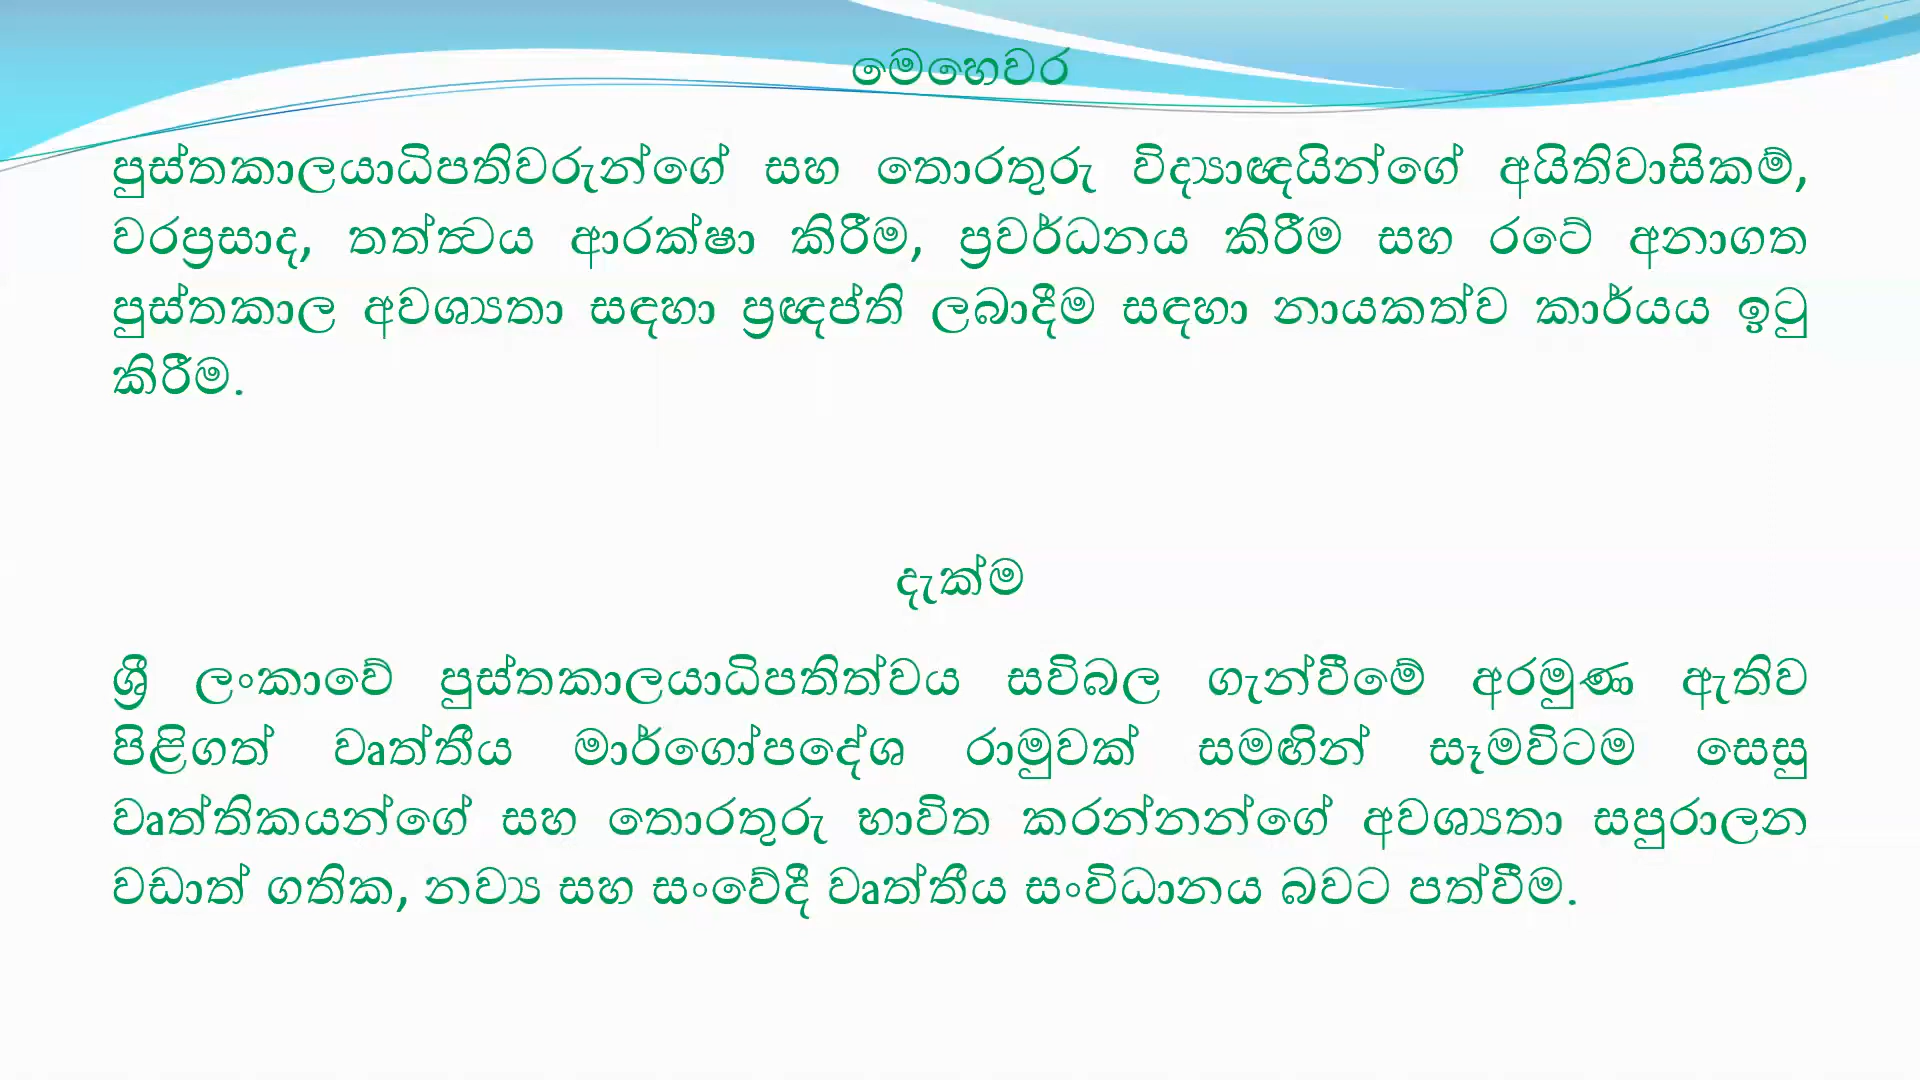 මෙහෙවර
පුස්තකාලයාධිපතිවරුන්ගේ සහ තොරතුරු විද්‍යාඥයින්ගේ අයිතිවාසිකම්,
වරප්‍රසාද, තත්ත්‍වය ආරක්ෂා කිරීම, ප්‍රවර්ධනය කිරීම සහ රටේ අනාගත
පුස්තකාල අවශ්‍යතා සඳහා ප්‍රඥප්ති ලබාදීම සඳහා නායකත්ව කාර්යය ඉටු
කිරීම.
දැක්ම
ශ්‍රී ලංකාවේ පුස්තකාලයාධිපතිත්වය සවිබල ගැන්වීමේ අරමුණ ඇතිව
පිළිගත් වෘත්තීය මාර්ගෝපදේශ රාමුවක් සමඟින් සෑමවිටම සෙසු
වෘත්තිකයන්ගේ සහ තොරතුරු භාවිත කරන්නන්ගේ අවශ්‍යතා සපුරාලන
වඩාත් ගතික, නව්‍ය සහ සංවේදී වෘත්තීය සංවිධානය බවට පත්වීම.